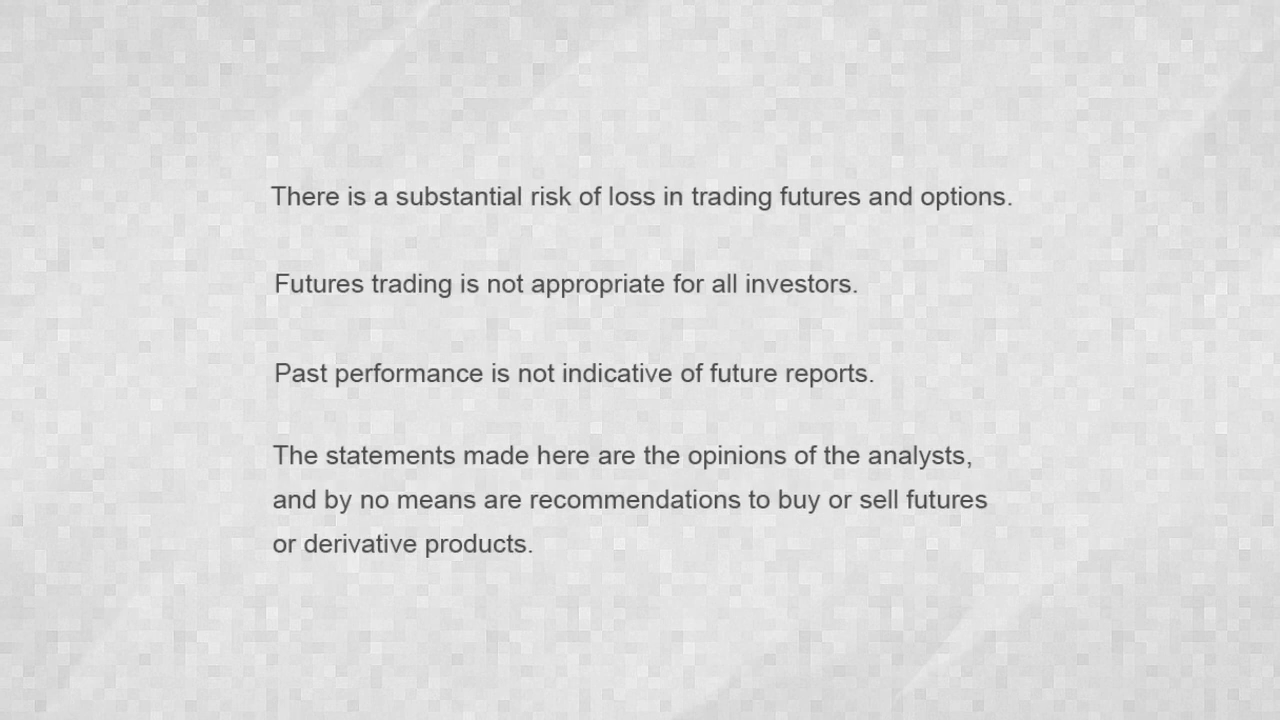 There is a substantial risk of loss in trading futures and options.
Futures trading is not appropriate for all investors.
Past performance is not indicative of future reports.
The statements made here are the opinions of the analysts,
and by no means are recommendations to buy or sell futures
or derivative products.